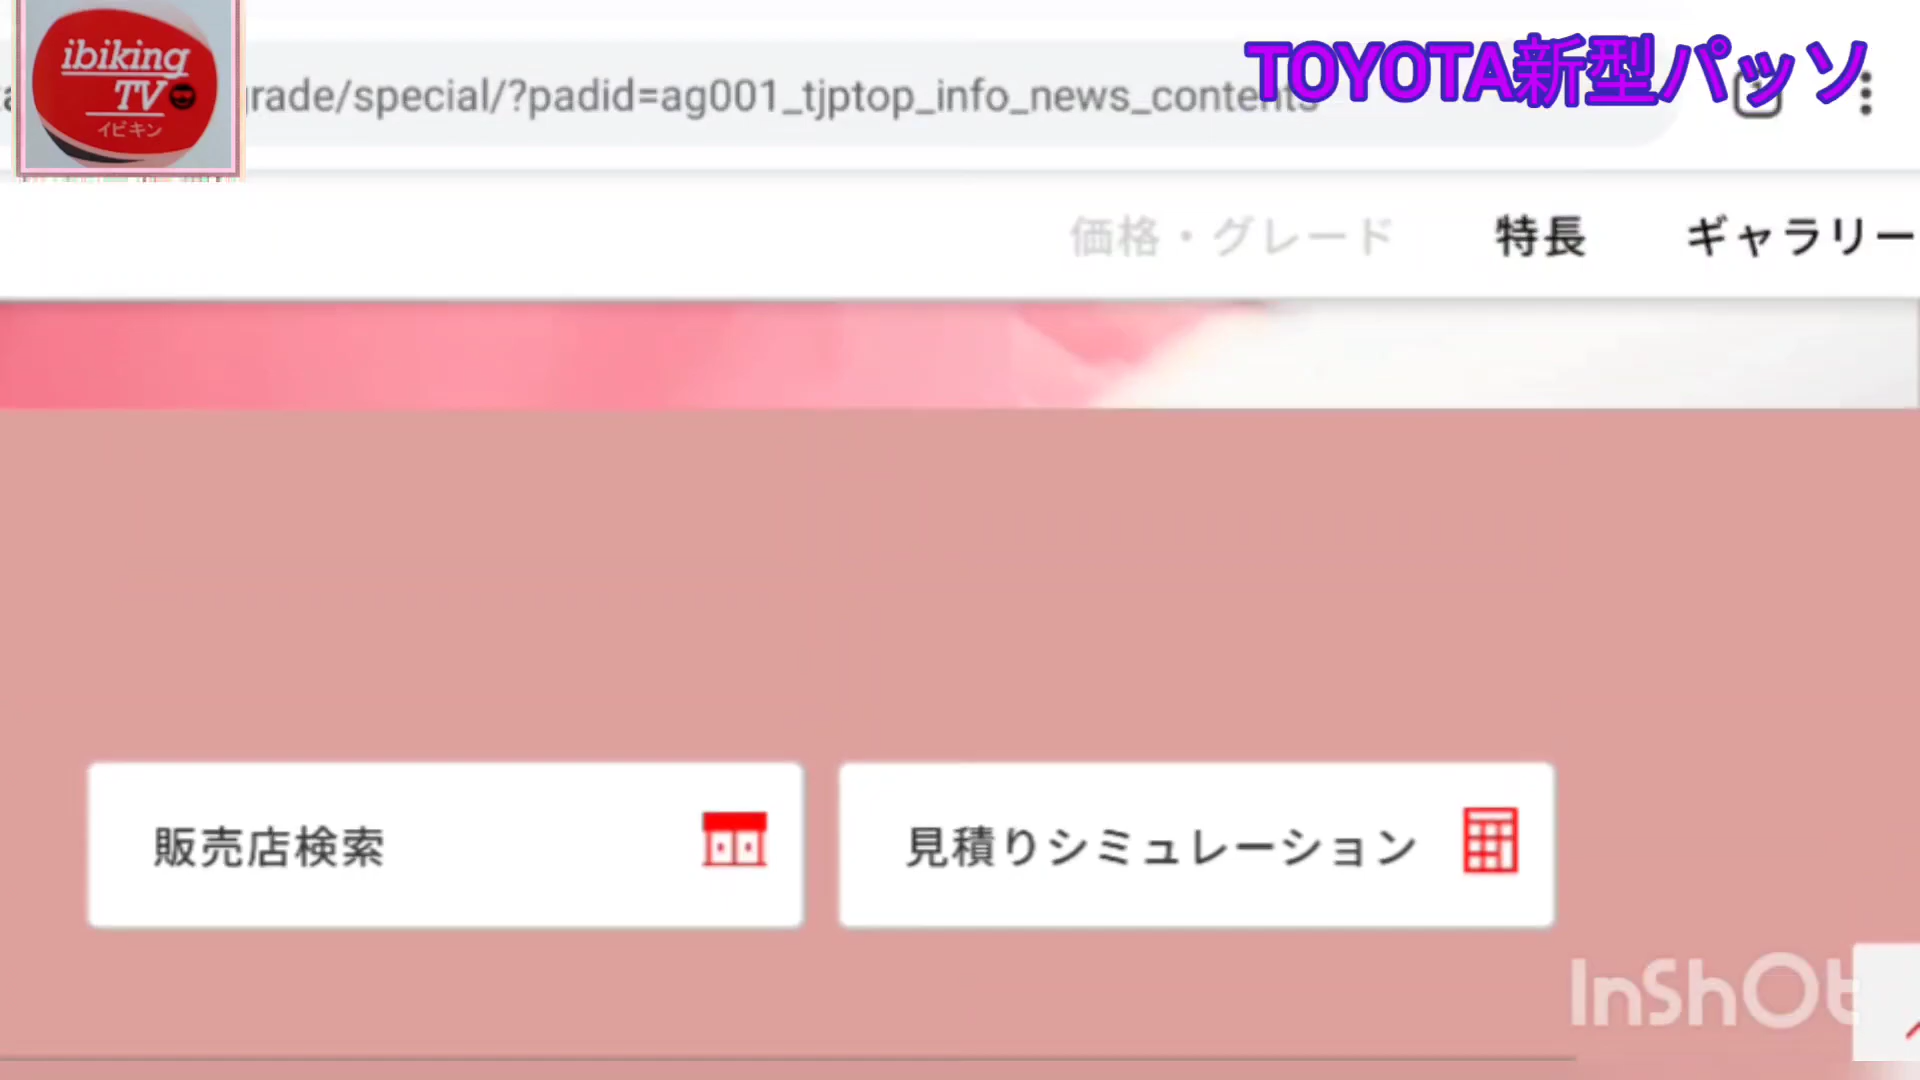 ibiking
TV
イビキン
TOYOTA新型パッソ
rade/special/?padid=ag001_tjptop_info_news_contents
価格・グレード 特長 ギャラリー
販売店検索 見積りシミュレーション
InShOt